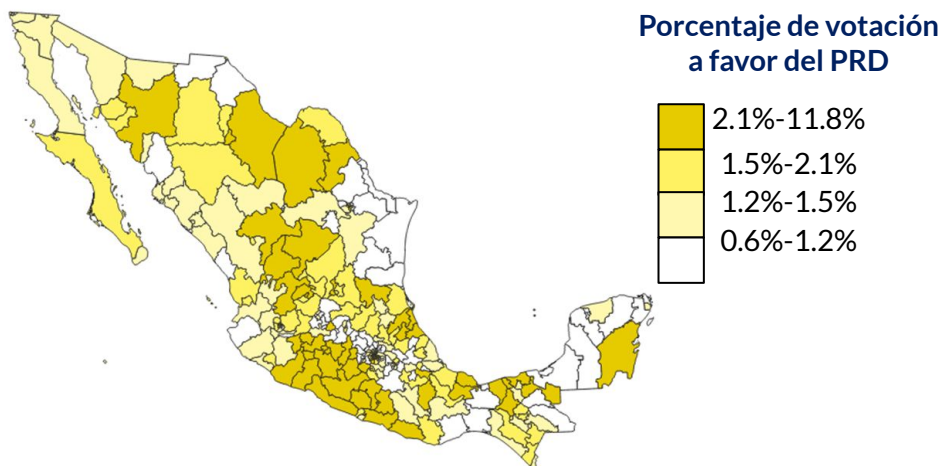 Porcentaje de votación
a favor del PRD
2.1%-11.8%
1.5%-2.1%
1.2%-1.5%
0.6%-1.2%